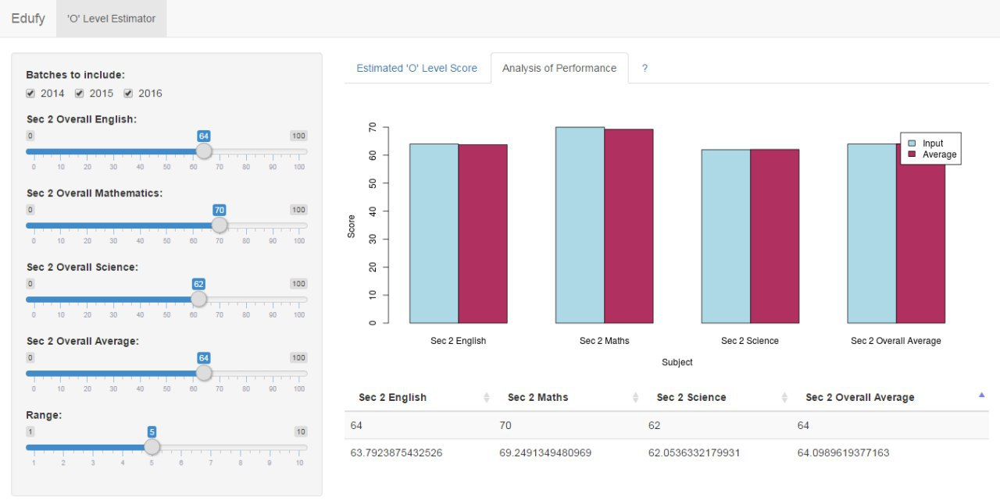 Edufy 'O' Level Estimator
Batches to include:
2014 2015 2016
Sec 2 Overall English:
0 64 100
0 10 20 30 40 50 60 70 80 90 100
Sec 2 Overall Mathematics:
0 70 100
0 10 20 30 40 50 60 70 80 90 100
Sec 2 Overall Science:
0 62 100
0 10 20 30 40 50 60 70 80 90 100
Sec 2 Overall Average:
0 64 100
0 10 20 30 40 50 60 70 80 90 100
Range:
1 5 10
1 2 3 4 5 6 7 8 9 10
Estimated 'O' Level Score Analysis of Performance ?
Score
70
60
50
40
30
20
10
0
Input
Average
Sec 2 English Sec 2 Maths Sec 2 Science Sec 2 Overall Average
Subject
Sec 2 English Sec 2 Maths Sec 2 Science Sec 2 Overall Average
64 70 62 64
63.7923875432526 69.2491349480969 62.0536332179931 64.0989619377163